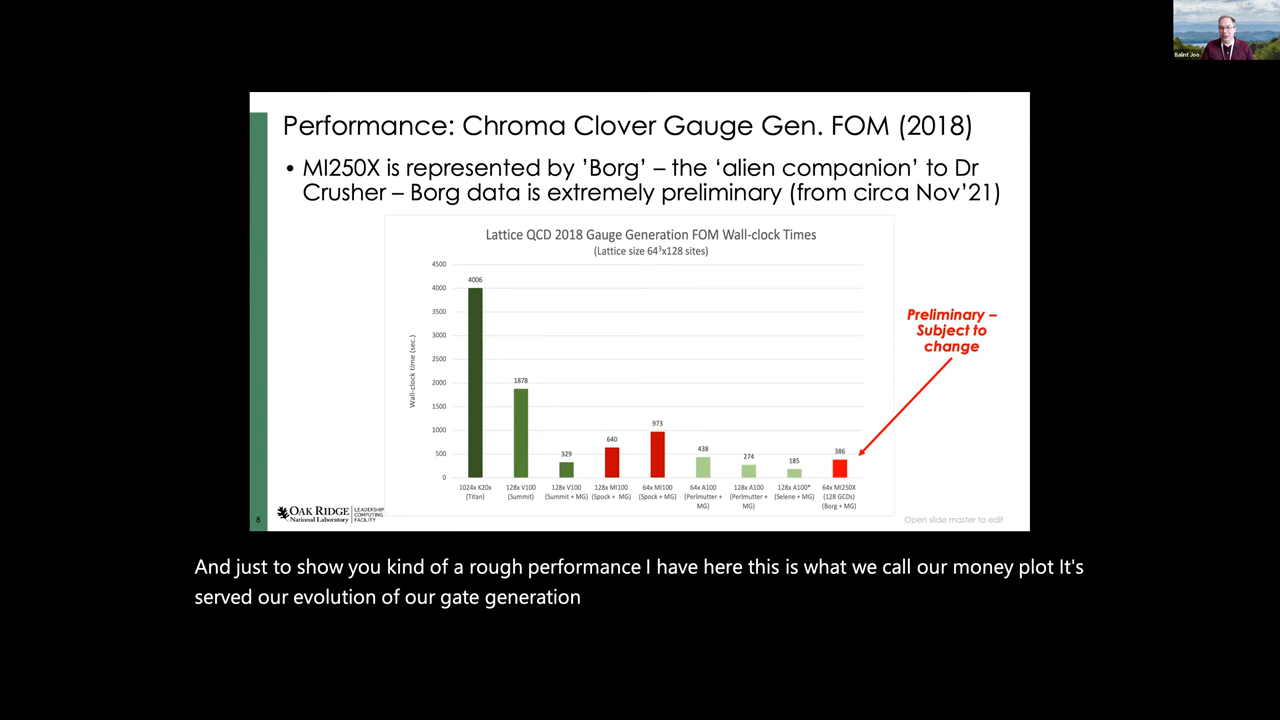 Balint Joo
Performance: Chroma Clover Gauge Gen. FOM (2018)
• MI250X is represented by ’Borg’ – the ‘alien companion’ to Dr
Crusher – Borg data is extremely preliminary (from circa Nov’21)
Lattice QCD 2018 Gauge Generation FOM Wall-clock Times
(Lattice size 64³x128 sites)
Wall-clock time (sec.)
4500
4000
3500
3000
2500
2000
1500
1000
500
0
4006
1878
329
640
973
438
274
185
386
1024x K20x
(Titan)
128x V100
(Summit)
128x V100
(Summit + MG)
128x MI100
(Spock + MG)
64x MI100
(Spock + MG)
64x A100
(Perlmutter +
MG)
128x A100
(Perlmutter +
MG)
128x A100*
(Selene + MG)
64x MI250X
(128 GCDs)
(Borg + MG)
Preliminary –
Subject to
change
8
OAK RIDGE
National Laboratory
LEADERSHIP
COMPUTING
FACILITY
Open slide master to edit
And just to show you kind of a rough performance I have here this is what we call our money plot It's
served our evolution of our gate generation